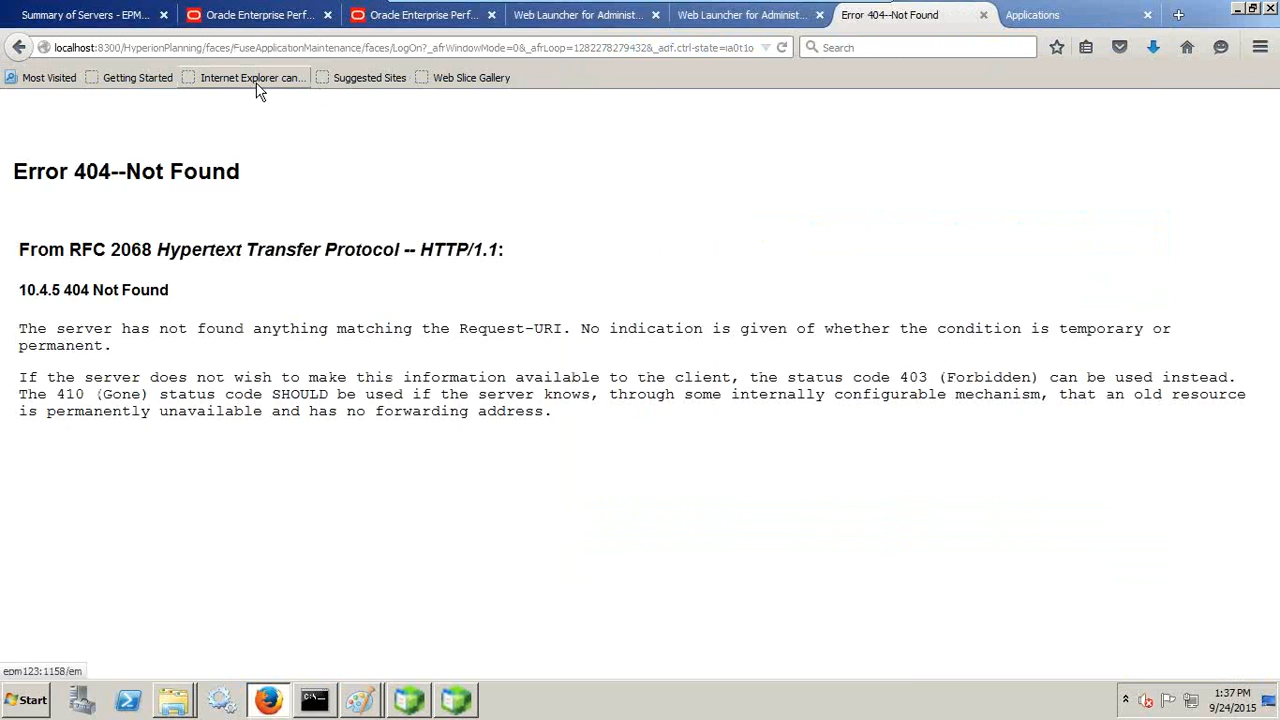 Summary of Servers - EPM...
Oracle Enterprise Perf...
Oracle Enterprise Perf...
Web Launcher for Administ...
Web Launcher for Administ...
Error 404--Not Found
Applications
localhost:8300/HyperionPlanning/faces/FuseApplicationMaintenance/faces/LogOn?_afrWindowMode=0&_afrLoop=1282278279432&_adf.ctrl-state=ia0t1o
Search
Most Visited
Getting Started
Internet Explorer can...
Suggested Sites
Web Slice Gallery
Error 404--Not Found
From RFC 2068 Hypertext Transfer Protocol -- HTTP/1.1:
10.4.5 404 Not Found
The server has not found anything matching the Request-URI. No indication is given of whether the condition is temporary or
permanent.
If the server does not wish to make this information available to the client, the status code 403 (Forbidden) can be used instead.
The 410 (Gone) status code SHOULD be used if the server knows, through some internally configurable mechanism, that an old resource
is permanently unavailable and has no forwarding address.
epm123:1158/em
Start
1:37 PM
9/24/2015